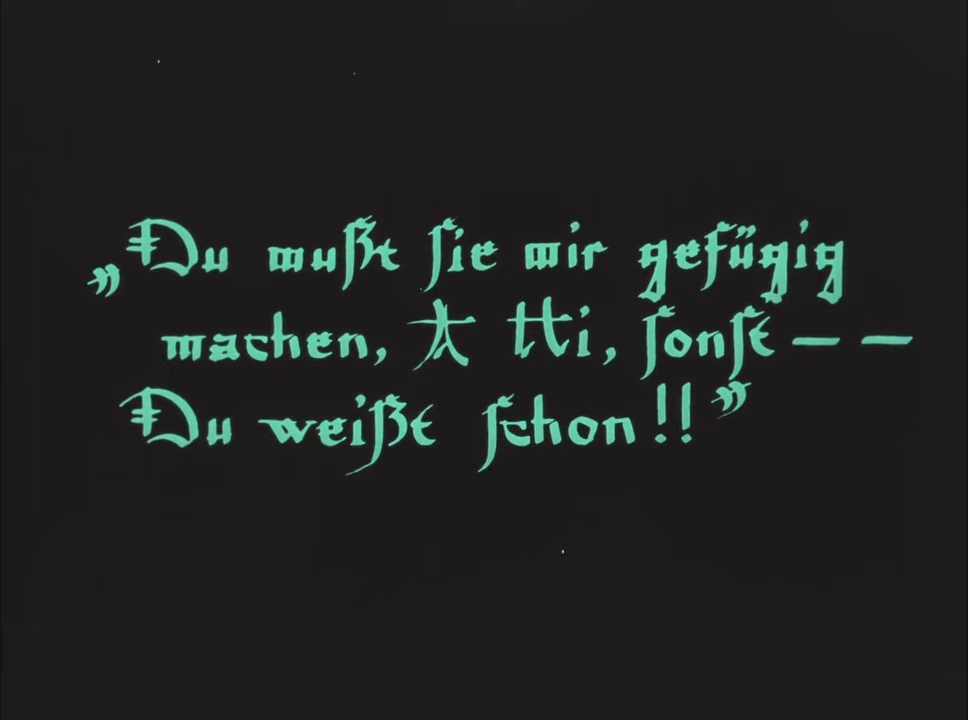 „Du mußt sie mir gefügig
machen, A Hi, sonst — —
Du weißt schon!!”